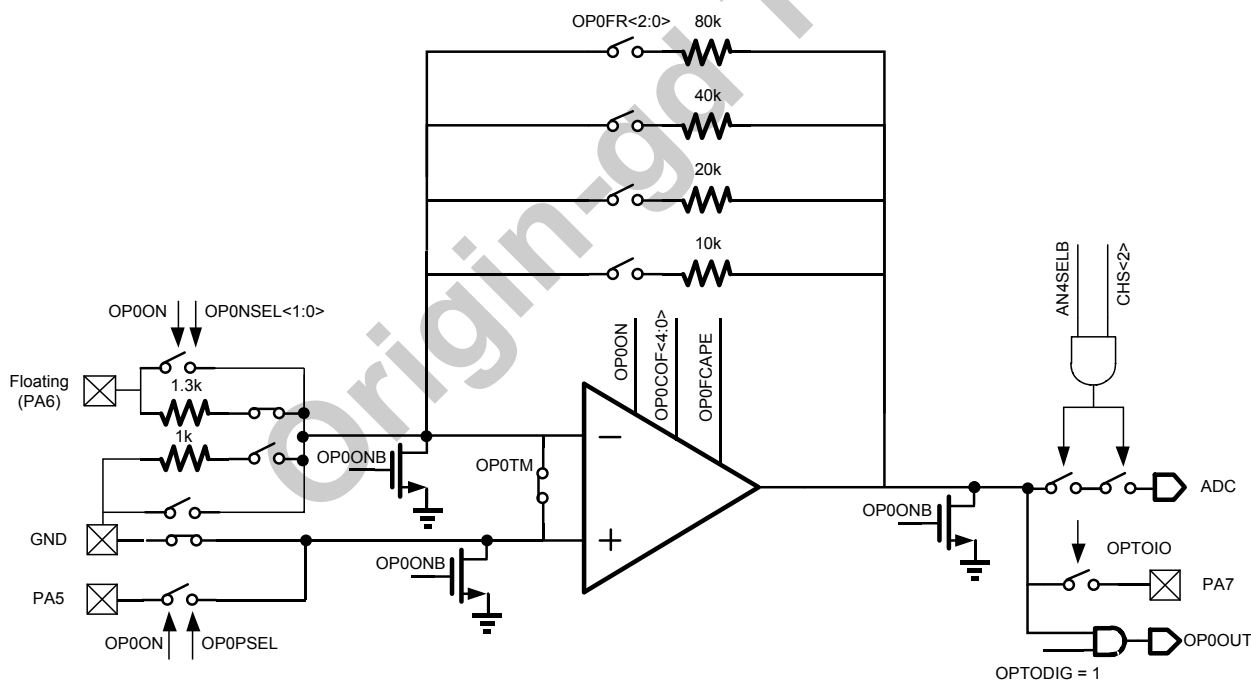 OP0FR<2:0>
80k
40k
20k
10k
OP0ON
OP0NSEL<1:0>
Floating
(PA6)
1.3k
1k
GND
PA5
OP0ON
OP0PSEL
OP0ONB
OP0ONB
OP0TM
OP0ON
OP0COF<4:0>
OP0FCAPE
−
+
OP0ONB
AN4SELB
CHS<2>
ADC
OPTOIO
PA7
OP0OUT
OPTODIG = 1
Origin-gd